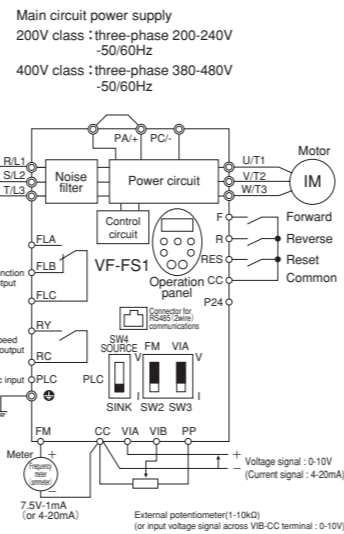 Main circuit power supply
200V class：three-phase 200-240V
-50/60Hz
400V class：three-phase 380-480V
-50/60Hz
PA/+ PC/-
Motor
R/L1
S/L2
T/L3
Noise
filter
Power circuit
U/T1
V/T2
W/T3
IM
Control
circuit
F Forward
R Reverse
RES Reset
CC Common
P24
FLA
FLB
FLC
VF-FS1
Operation
panel
Connector for
RS485(2wire)
communications
RY
RC
output
input PLC
SW4
SOURCE
PLC
SINK
FM VIA
V V
I I
SW2 SW3
FM CC VIA VIB PP
Meter +
Frequency
meter
(ammeter)
-
7.5V-1mA
(or 4-20mA)
+
-
Voltage signal : 0-10V
(Current signal : 4-20mA)
External potentiometer(1-10kΩ)
(or input voltage signal across VIB-CC terminal : 0-10V)